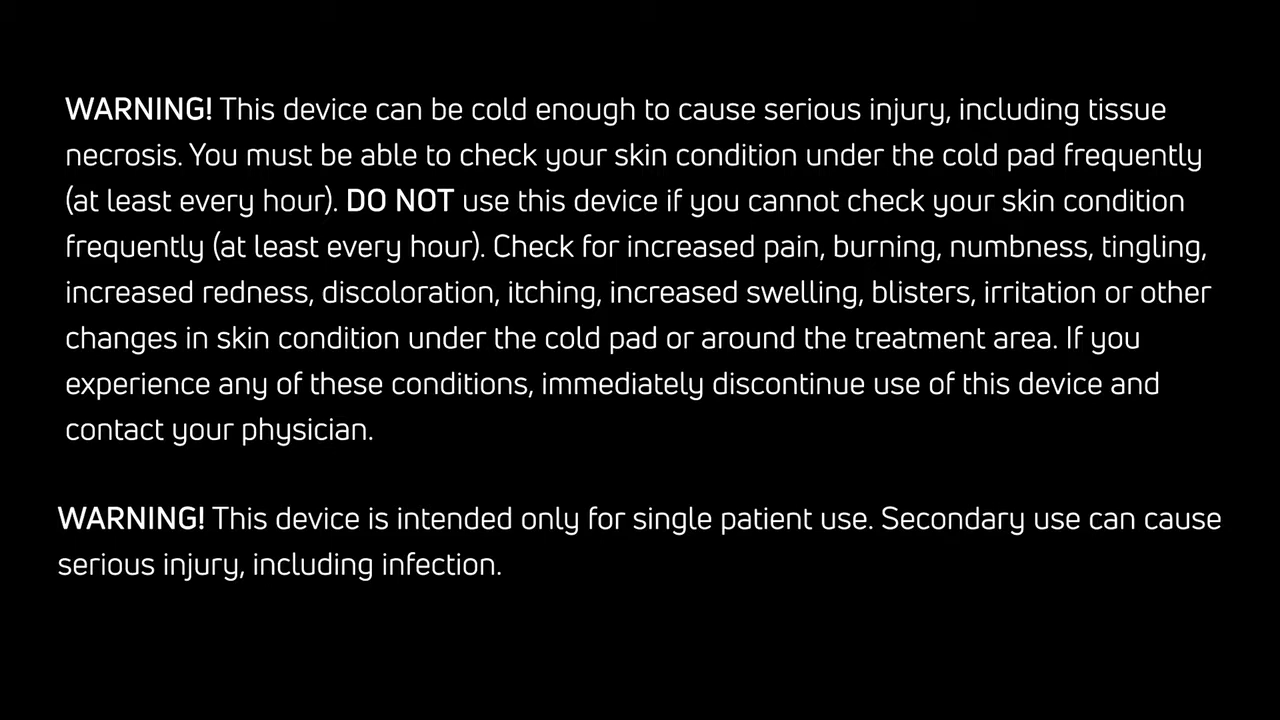 WARNING! This device can be cold enough to cause serious injury, including tissue
necrosis. You must be able to check your skin condition under the cold pad frequently
(at least every hour). DO NOT use this device if you cannot check your skin condition
frequently (at least every hour). Check for increased pain, burning, numbness, tingling,
increased redness, discoloration, itching, increased swelling, blisters, irritation or other
changes in skin condition under the cold pad or around the treatment area. If you
experience any of these conditions, immediately discontinue use of this device and
contact your physician.
WARNING! This device is intended only for single patient use. Secondary use can cause
serious injury, including infection.